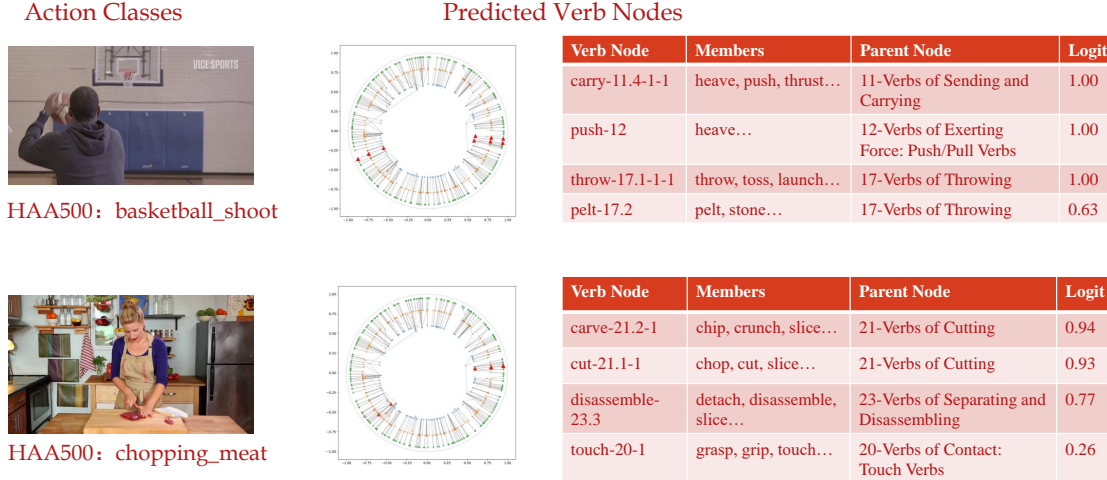 Action Classes
Predicted Verb Nodes
VICE SPORTS
HAA500：basketball_shoot
Verb Node Members Parent Node Logit
carry-11.4-1-1 heave, push, thrust… 11-Verbs of Sending and Carrying 1.00
push-12 heave… 12-Verbs of Exerting Force: Push/Pull Verbs 1.00
throw-17.1-1-1 throw, toss, launch… 17-Verbs of Throwing 1.00
pelt-17.2 pelt, stone… 17-Verbs of Throwing 0.63
HAA500：chopping_meat
Verb Node Members Parent Node Logit
carve-21.2-1 chip, crunch, slice… 21-Verbs of Cutting 0.94
cut-21.1-1 chop, cut, slice… 21-Verbs of Cutting 0.93
disassemble-23.3 detach, disassemble, slice… 23-Verbs of Separating and Disassembling 0.77
touch-20-1 grasp, grip, touch… 20-Verbs of Contact: Touch Verbs 0.26